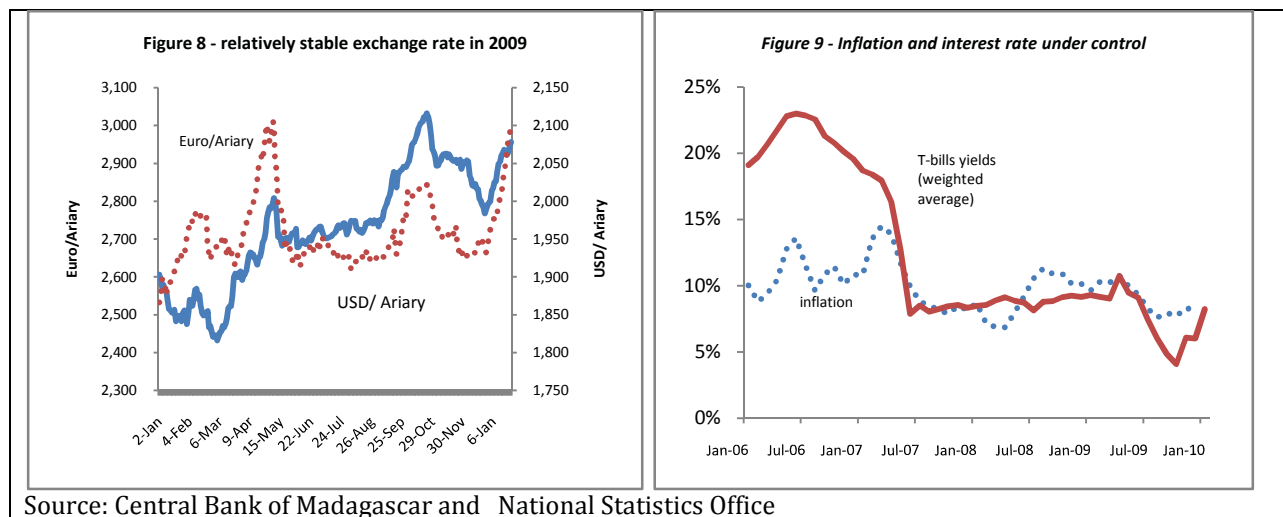 Figure 8 - relatively stable exchange rate in 2009
3,100
3,000
2,900
2,800
2,700
2,600
2,500
2,400
2,300
Euro/Ariary
2,150
2,100
2,050
2,000
1,950
1,900
1,850
1,800
1,750
USD/ Ariary
Euro/Ariary
USD/ Ariary
2-Jan
4-Feb
6-Mar
9-Apr
15-May
22-Jun
24-Jul
26-Aug
25-Sep
29-Oct
30-Nov
6-Jan
Figure 9 - Inflation and interest rate under control
25%
20%
15%
10%
5%
0%
T-bills yields
(weighted
average)
inflation
Jan-06
Jul-06
Jan-07
Jul-07
Jan-08
Jul-08
Jan-09
Jul-09
Jan-10
Source: Central Bank of Madagascar and National Statistics Office